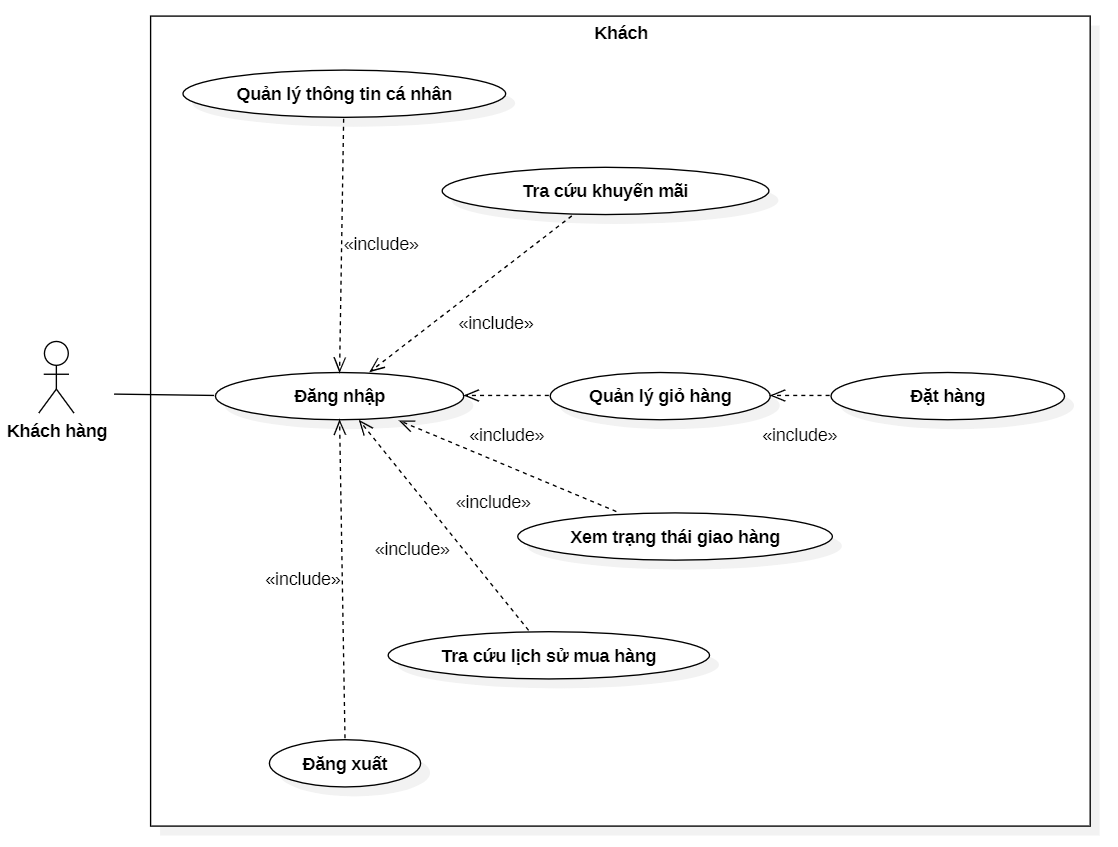 Khách
Quản lý thông tin cá nhân
Tra cứu khuyến mãi
«include»
«include»
Khách hàng
Đăng nhập
Quản lý giỏ hàng
Đặt hàng
«include»
«include»
«include»
Xem trạng thái giao hàng
«include»
«include»
Tra cứu lịch sử mua hàng
Đăng xuất